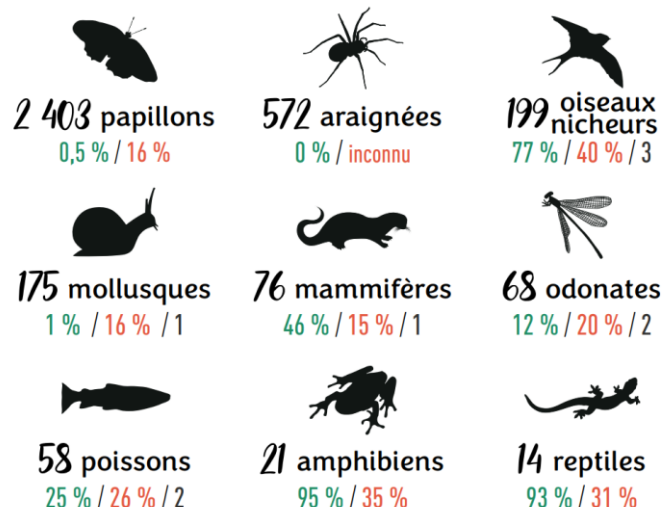 2 403 papillons
0,5 % / 16 %
572 araignées
0 % / inconnu
199 oiseaux nicheurs
77 % / 40 % / 3
175 mollusques
1 % / 16 % / 1
76 mammifères
46 % / 15 % / 1
68 odonates
12 % / 20 % / 2
58 poissons
25 % / 26 % / 2
21 amphibiens
95 % / 35 %
14 reptiles
93 % / 31 %